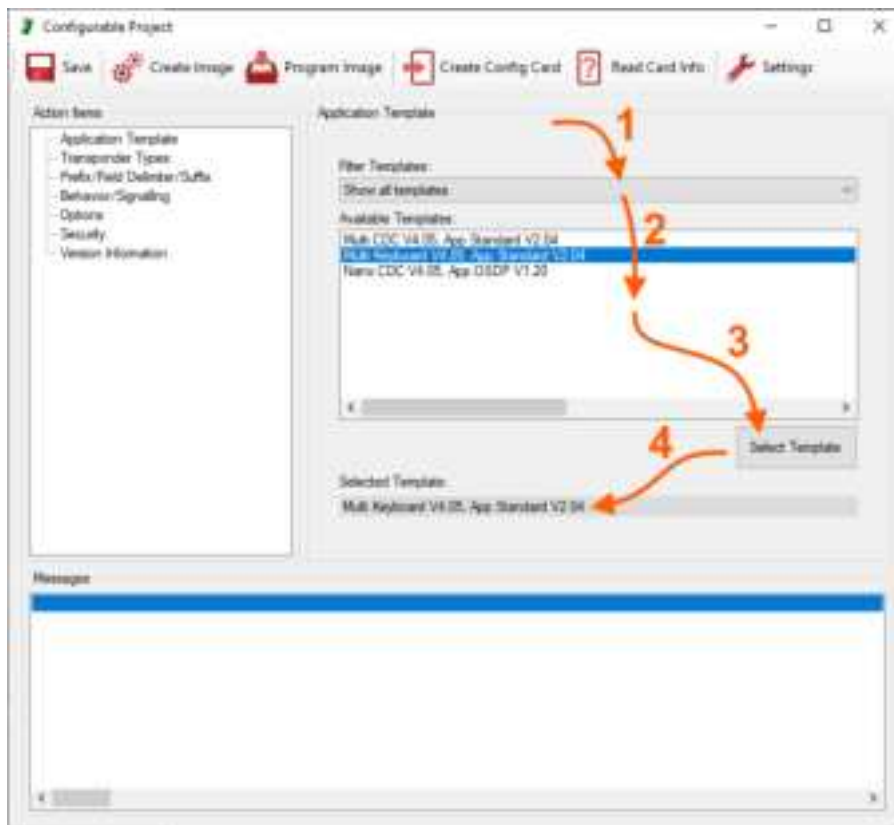 Configurable Project
Save Create Image Program Image Create Config Card Read Card Info Settings
Action Items
Application Template
Transponder Types
Prefix/Field Delimiter/Suffix
Behavior/Signalling
Options
Security
Version Information
Application Template
1
Filter Templates:
Show all templates
Available Templates:
Multi CDC V4.05, App Standard V2.04
Multi Keyboard V4.05, App Standard V2.04
Nano CDC V4.05, App OSDP V1.20
2
3
Select Template
4
Selected Template:
Multi Keyboard V4.05, App Standard V2.04
Messages